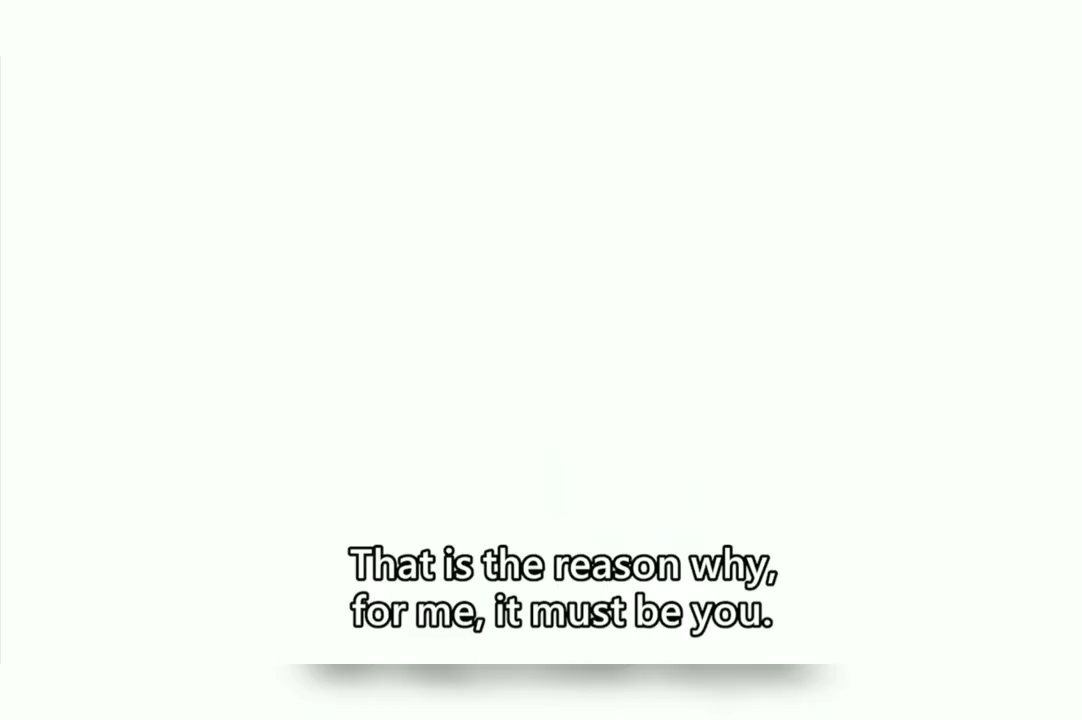 That is the reason why,
for me, it must be you.